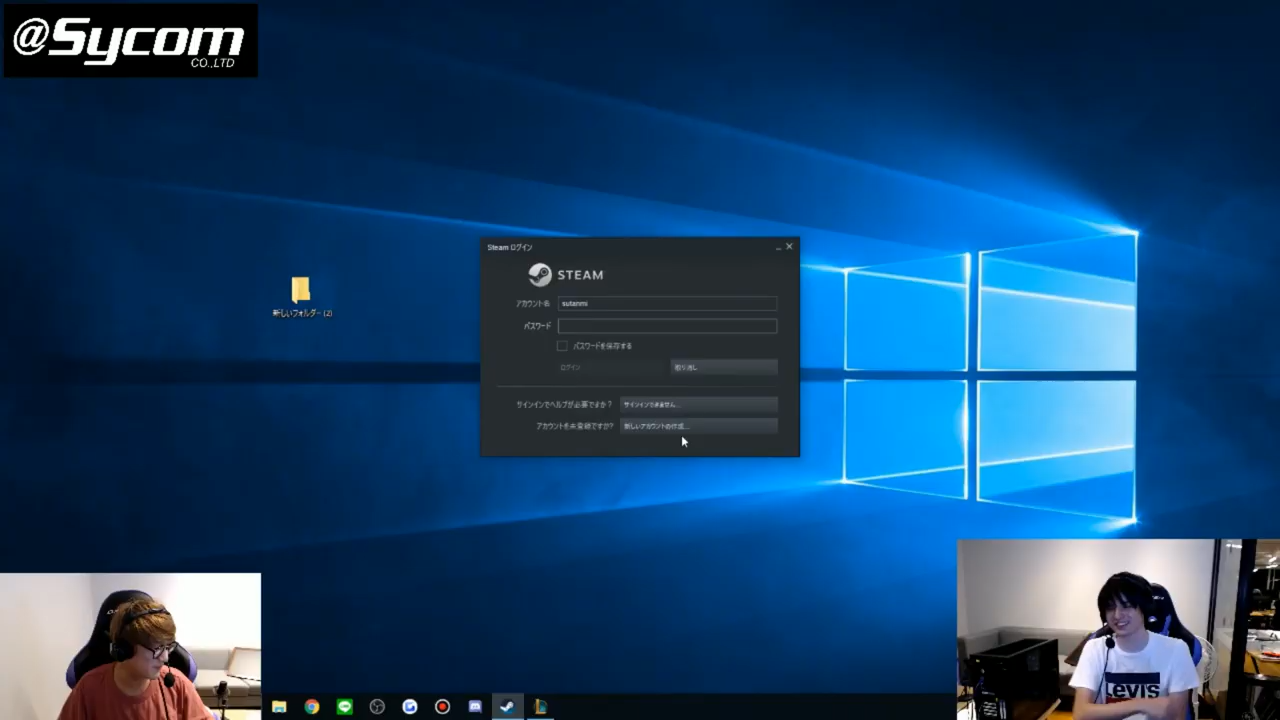 @Sycom
CO.,LTD
Steam ログイン
STEAM
アカウント名
sutanmi
パスワード
パスワードを保存する
ログイン
取り消し
サインインでヘルプが必要ですか？
サインインできません...
アカウントを未登録ですか?
新しいアカウントの作成...
新しいフォルダー (2)
Levi's